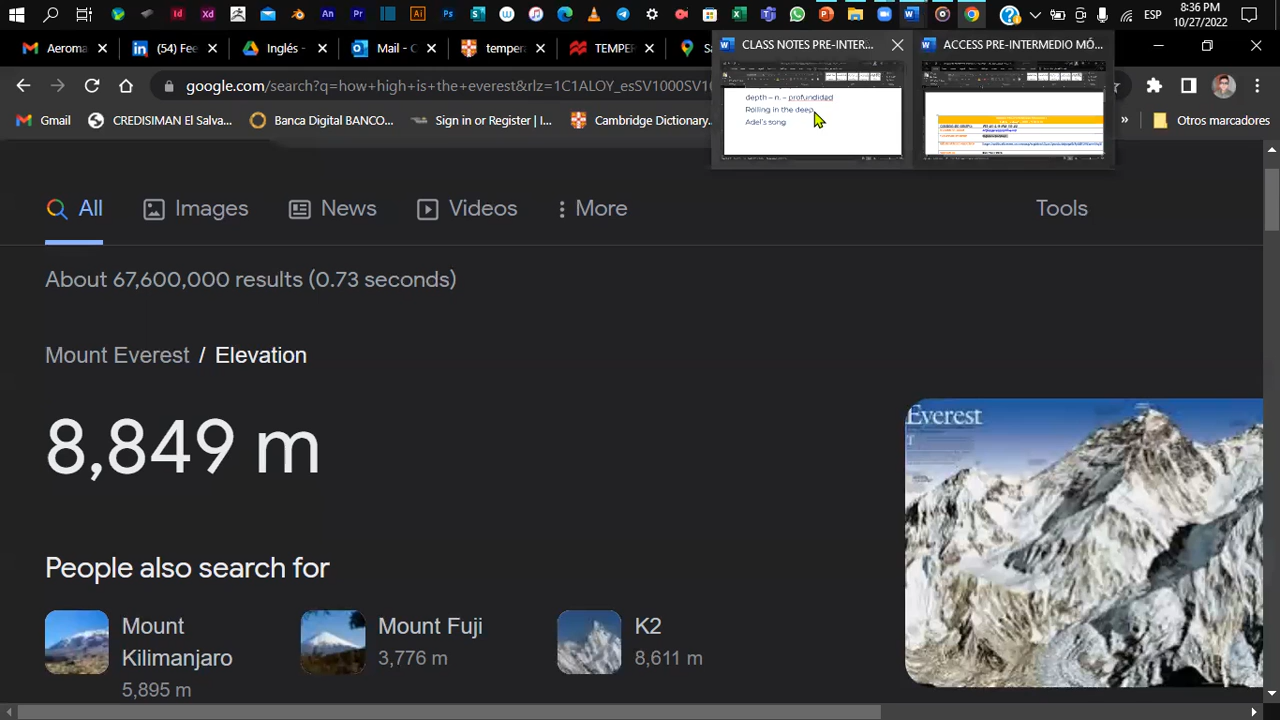 ESP
8:36 PM
10/27/2022
Aeroma
(54) Fee
Inglés -
Mail - C
tempera
TEMPER
CLASS NOTES PRE-INTER...
ACCESS PRE-INTERMEDIO MÓ...
google.com/search?q=how+high+is+the+everest&rlz=1C1ALOY_esSV1000SV10
depth – n. – profundidad
Rolling in the deep
Adel's song
REDISIMAN El Salva...
Banca Digital BANCO...
Sign in or Register | I...
Cambridge Dictionary...
Otros marcadores
All
Images
News
Videos
More
Tools
About 67,600,000 results (0.73 seconds)
Mount Everest / Elevation
8,849 m
Everest
People also search for
Mount
Kilimanjaro
5,895 m
Mount Fuji
3,776 m
K2
8,611 m